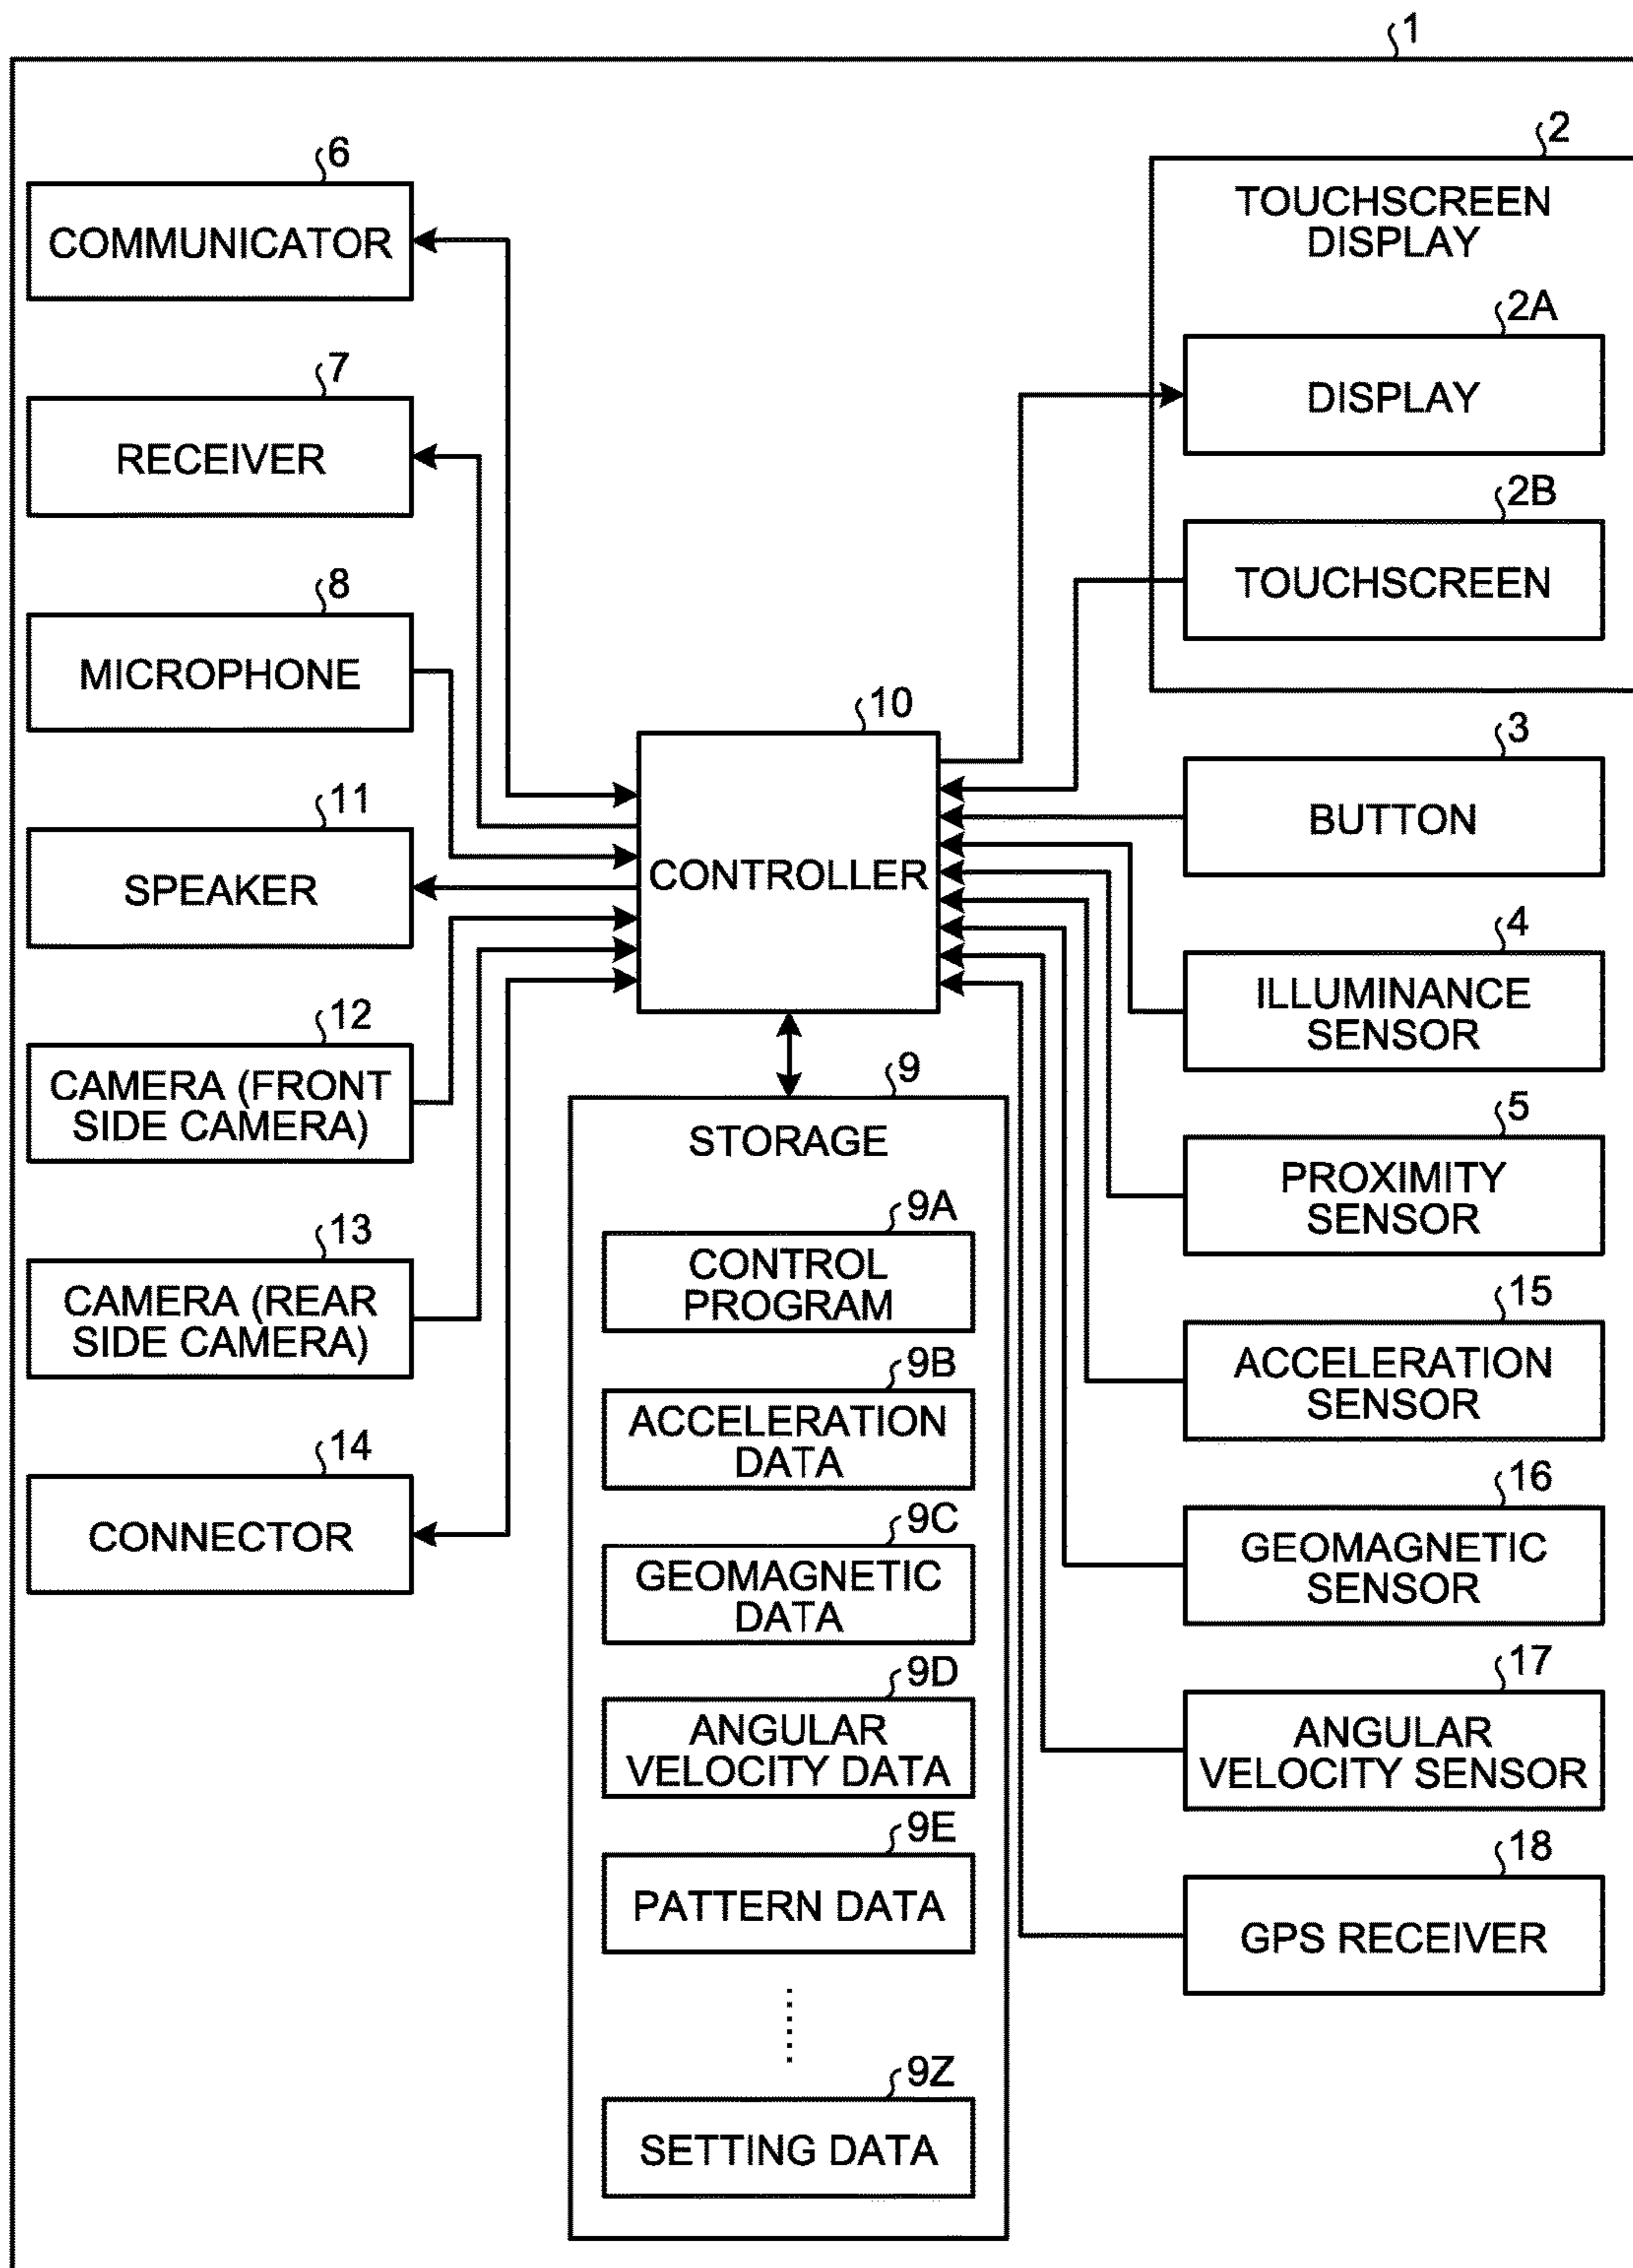 1
6
COMMUNICATOR
7
RECEIVER
8
MICROPHONE
11
SPEAKER
12
CAMERA (FRONT
SIDE CAMERA)
13
CAMERA (REAR
SIDE CAMERA)
14
CONNECTOR
10
CONTROLLER
9
STORAGE
9A
CONTROL
PROGRAM
9B
ACCELERATION
DATA
9C
GEOMAGNETIC
DATA
9D
ANGULAR
VELOCITY DATA
9E
PATTERN DATA
9Z
SETTING DATA
2
TOUCHSCREEN
DISPLAY
2A
DISPLAY
2B
TOUCHSCREEN
3
BUTTON
4
ILLUMINANCE
SENSOR
5
PROXIMITY
SENSOR
15
ACCELERATION
SENSOR
16
GEOMAGNETIC
SENSOR
17
ANGULAR
VELOCITY SENSOR
18
GPS RECEIVER